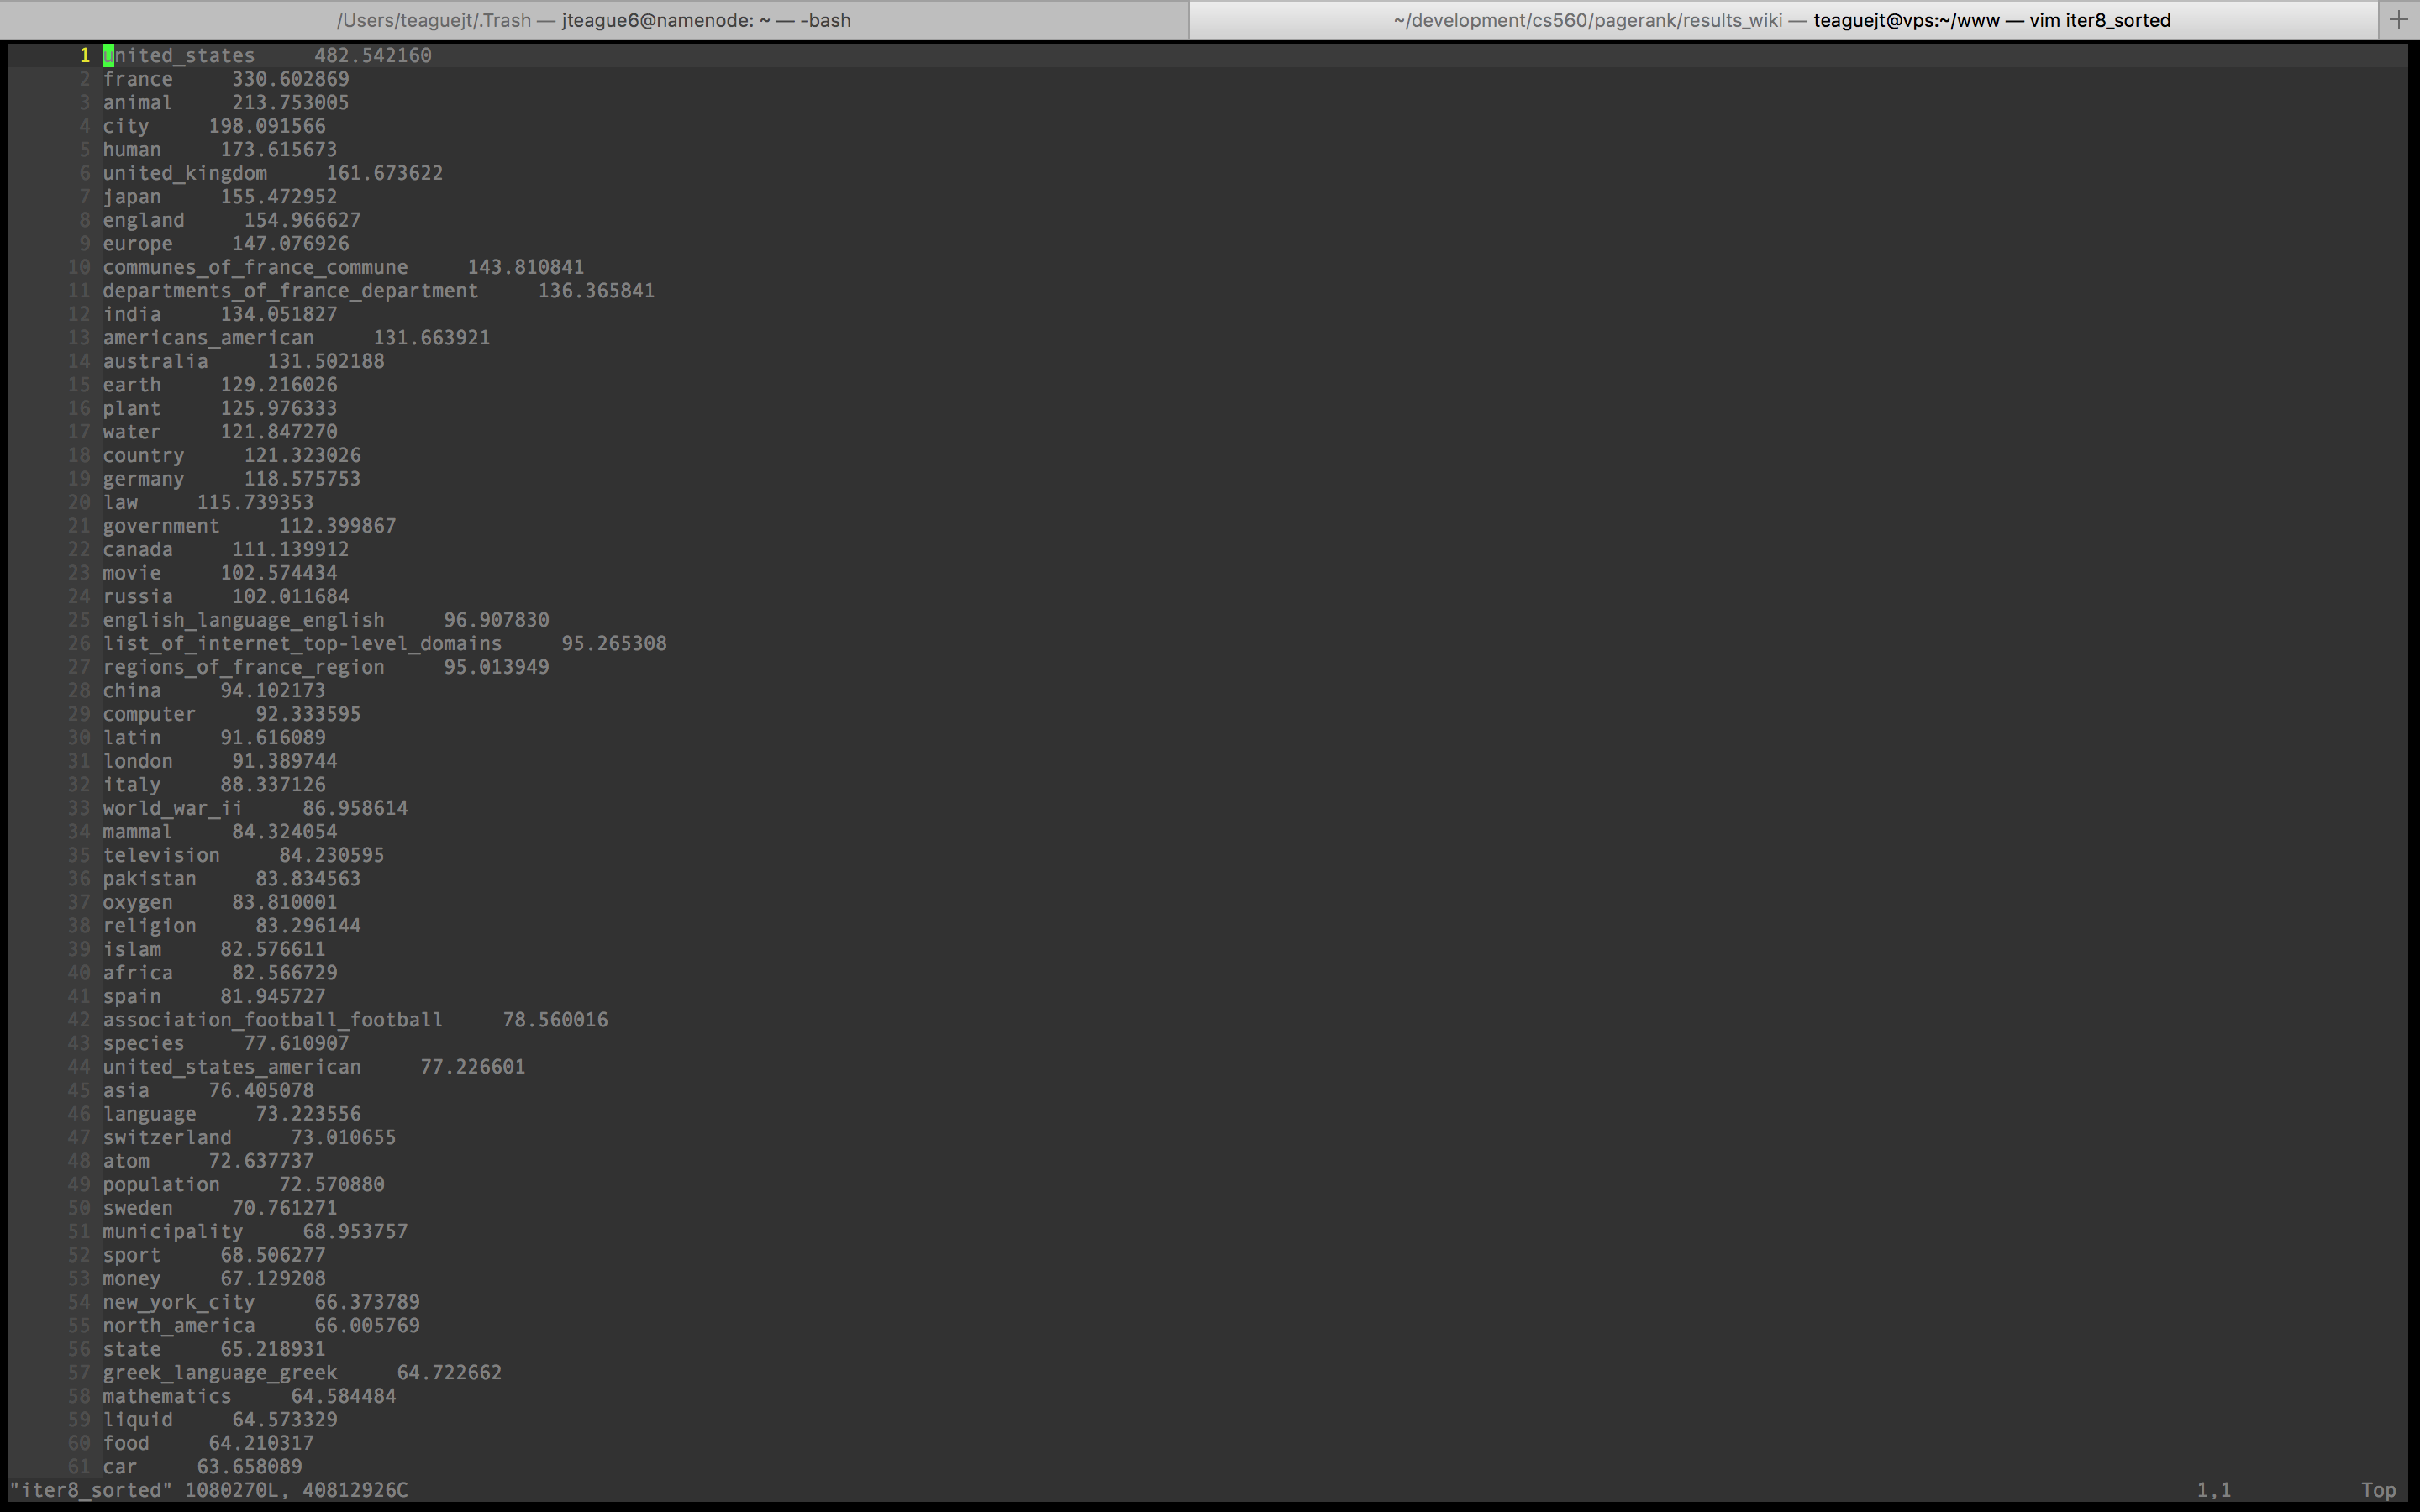 /Users/teaguejt/.Trash — jteague6@namenode: ~ — -bash
~/development/cs560/pagerank/results_wiki — teaguejt@vps:~/www — vim iter8_sorted
1 united_states 482.542160
2 france 330.602869
3 animal 213.753005
4 city 198.091566
5 human 173.615673
6 united_kingdom 161.673622
7 japan 155.472952
8 england 154.966627
9 europe 147.076926
10 communes_of_france_commune 143.810841
11 departments_of_france_department 136.365841
12 india 134.051827
13 americans_american 131.663921
14 australia 131.502188
15 earth 129.216026
16 plant 125.976333
17 water 121.847270
18 country 121.323026
19 germany 118.575753
20 law 115.739353
21 government 112.399867
22 canada 111.139912
23 movie 102.574434
24 russia 102.011684
25 english_language_english 96.907830
26 list_of_internet_top-level_domains 95.265308
27 regions_of_france_region 95.013949
28 china 94.102173
29 computer 92.333595
30 latin 91.616089
31 london 91.389744
32 italy 88.337126
33 world_war_ii 86.958614
34 mammal 84.324054
35 television 84.230595
36 pakistan 83.834563
37 oxygen 83.810001
38 religion 83.296144
39 islam 82.576611
40 africa 82.566729
41 spain 81.945727
42 association_football_football 78.560016
43 species 77.610907
44 united_states_american 77.226601
45 asia 76.405078
46 language 73.223556
47 switzerland 73.010655
48 atom 72.637737
49 population 72.570880
50 sweden 70.761271
51 municipality 68.953757
52 sport 68.506277
53 money 67.129208
54 new_york_city 66.373789
55 north_america 66.005769
56 state 65.218931
57 greek_language_greek 64.722662
58 mathematics 64.584484
59 liquid 64.573329
60 food 64.210317
61 car 63.658089
"iter8_sorted" 1080270L, 40812926C 1,1 Top